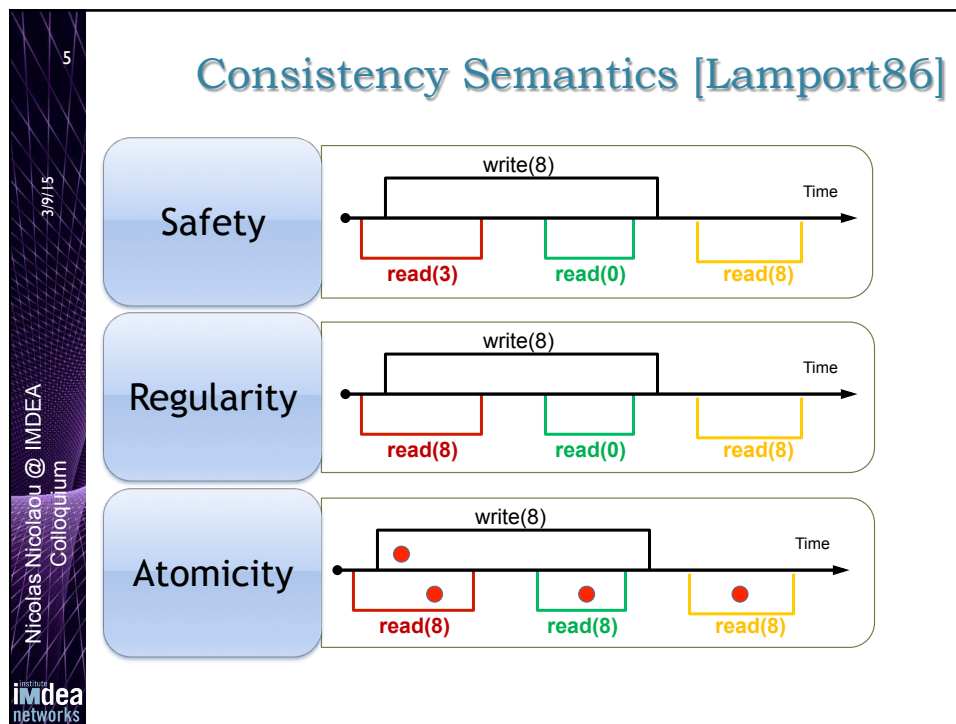 5
Consistency Semantics [Lamport86]
3/9/15
Nicolas Nicolaou @ IMDEA
Colloquium
Safety
write(8)
Time
read(3)
read(0)
read(8)
Regularity
write(8)
Time
read(8)
read(0)
read(8)
Atomicity
write(8)
Time
read(8)
read(8)
read(8)
institute
iMdea
networks